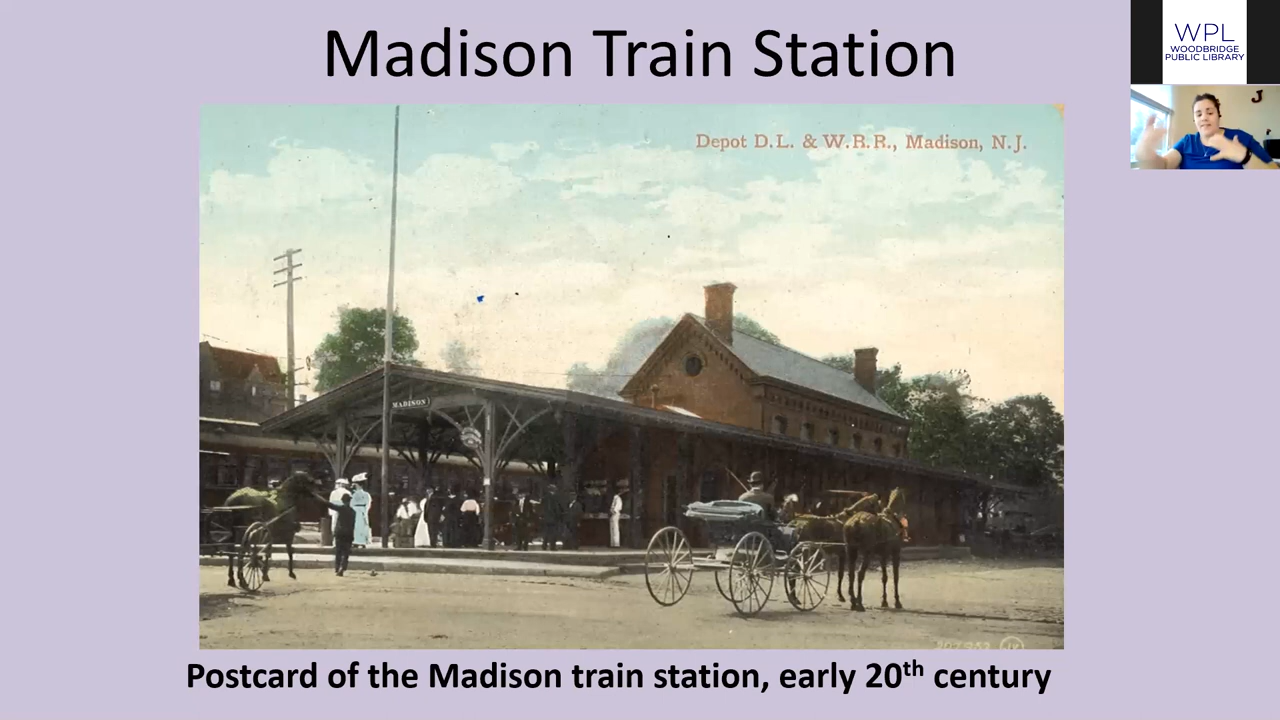 Madison Train Station
WPL
WOODBRIDGE
PUBLIC LIBRARY
J
Depot D.L. & W.R.R., Madison, N.J.
MADISON
Postcard of the Madison train station, early 20th century